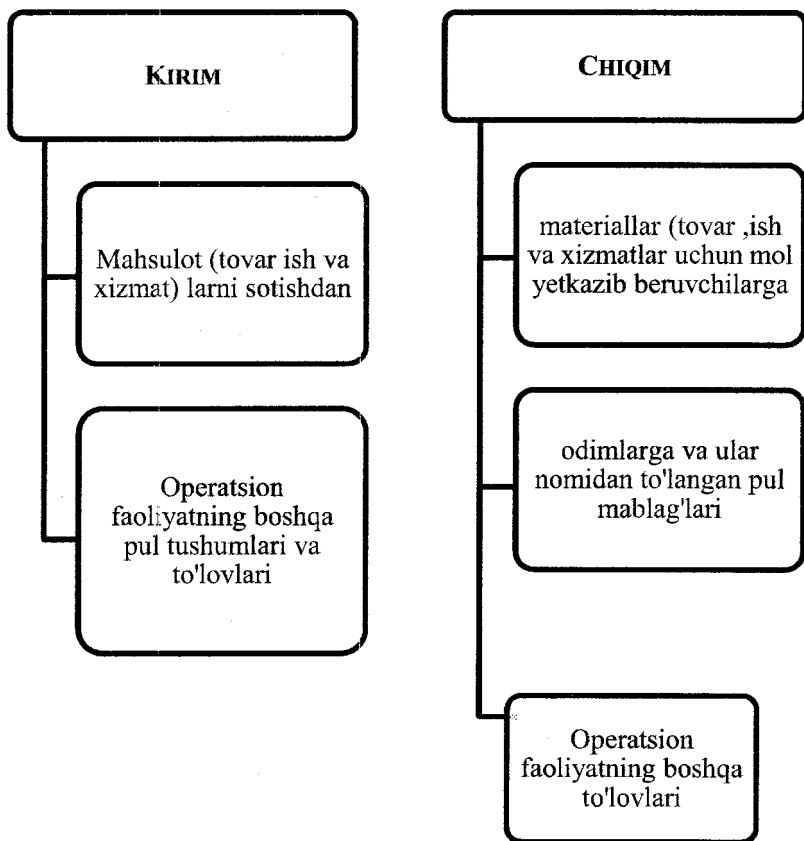 KIRIM
Mahsulot (tovar ish va
xizmat) larni sotishdan
Operatsion
faoliyatning boshqa
pul tushumlari va
to'lovlari
CHIQIM
materiallar (tovar ,ish
va xizmatlar uchun mol
yetkazib beruvchilarga
odimlarga va ular
nomidan to'langan pul
mablag'lari
Operatsion
faoliyatning boshqa
to'lovlari